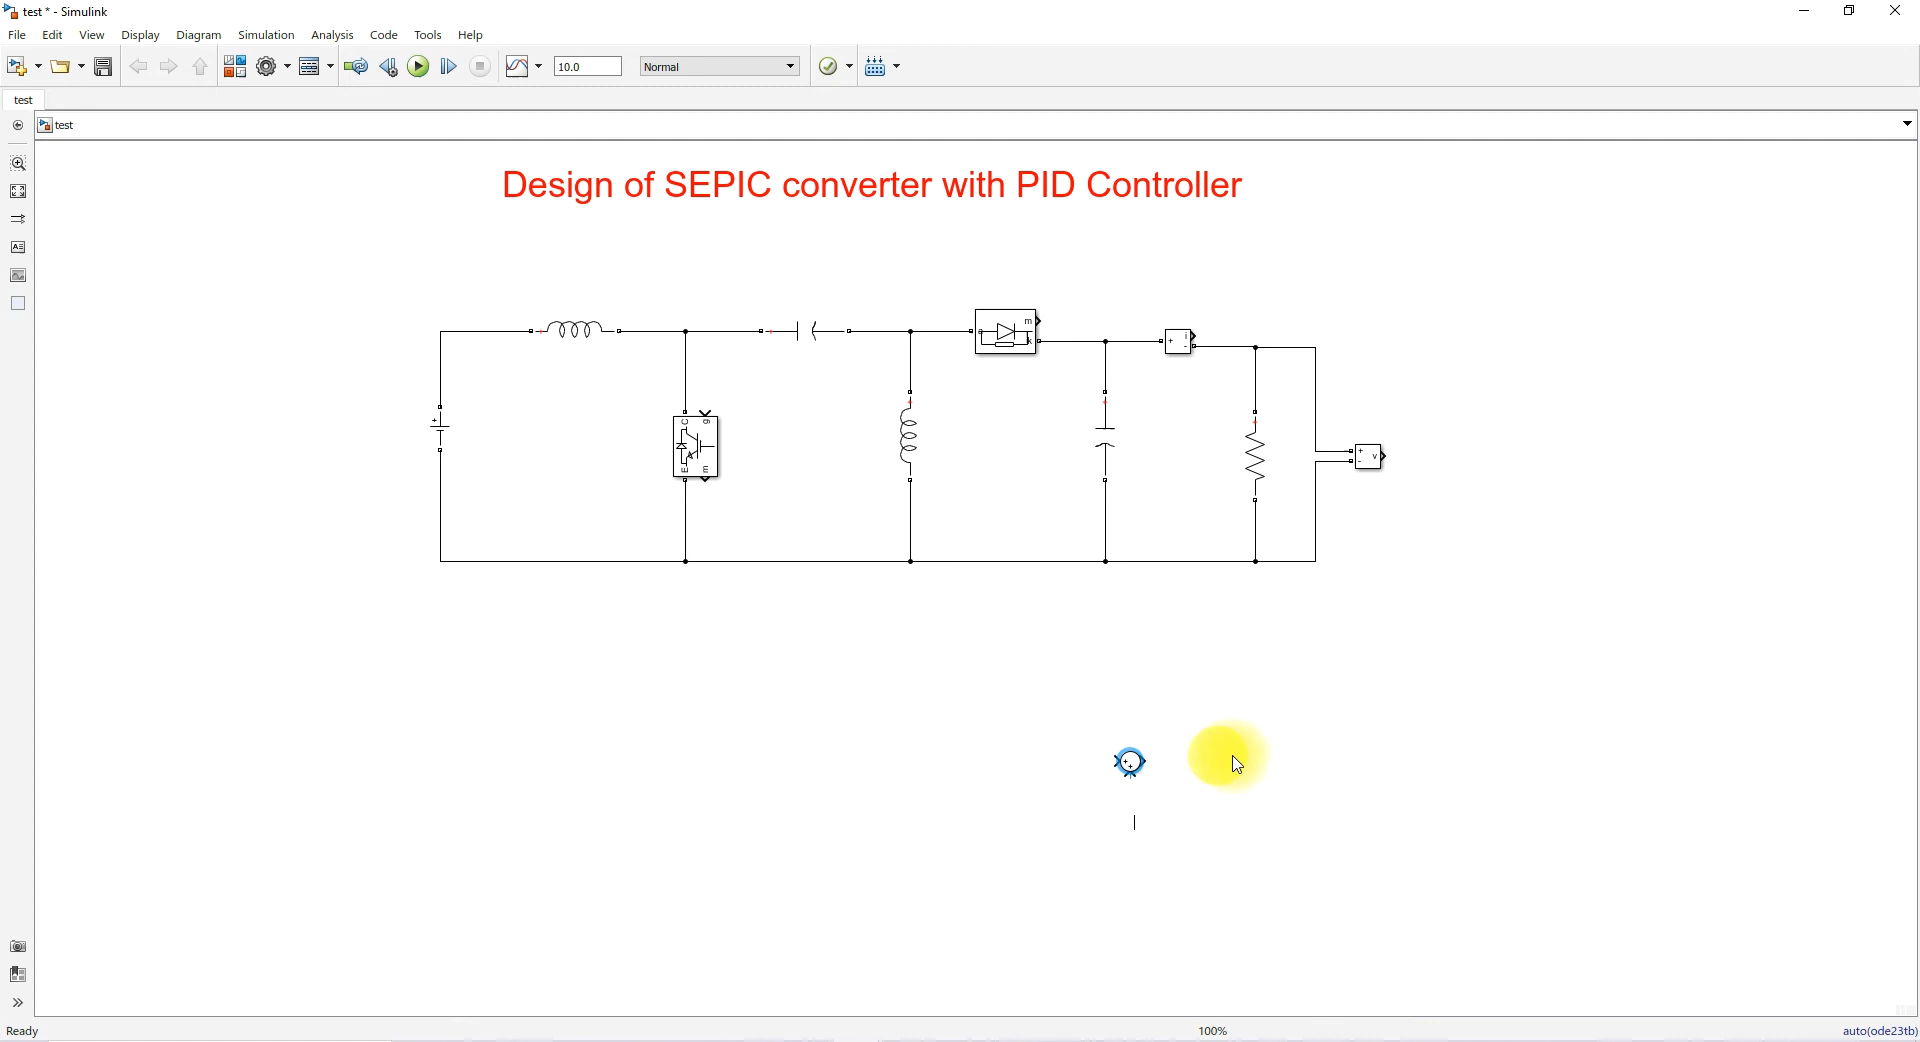 test * - Simulink
File Edit View Display Diagram Simulation Analysis Code Tools Help
10.0 Normal
test
test
Design of SEPIC converter with PID Controller
m
k
+ i
-
+
C g
E m
+ v
-
+
+
Ready 100% auto(ode23tb)